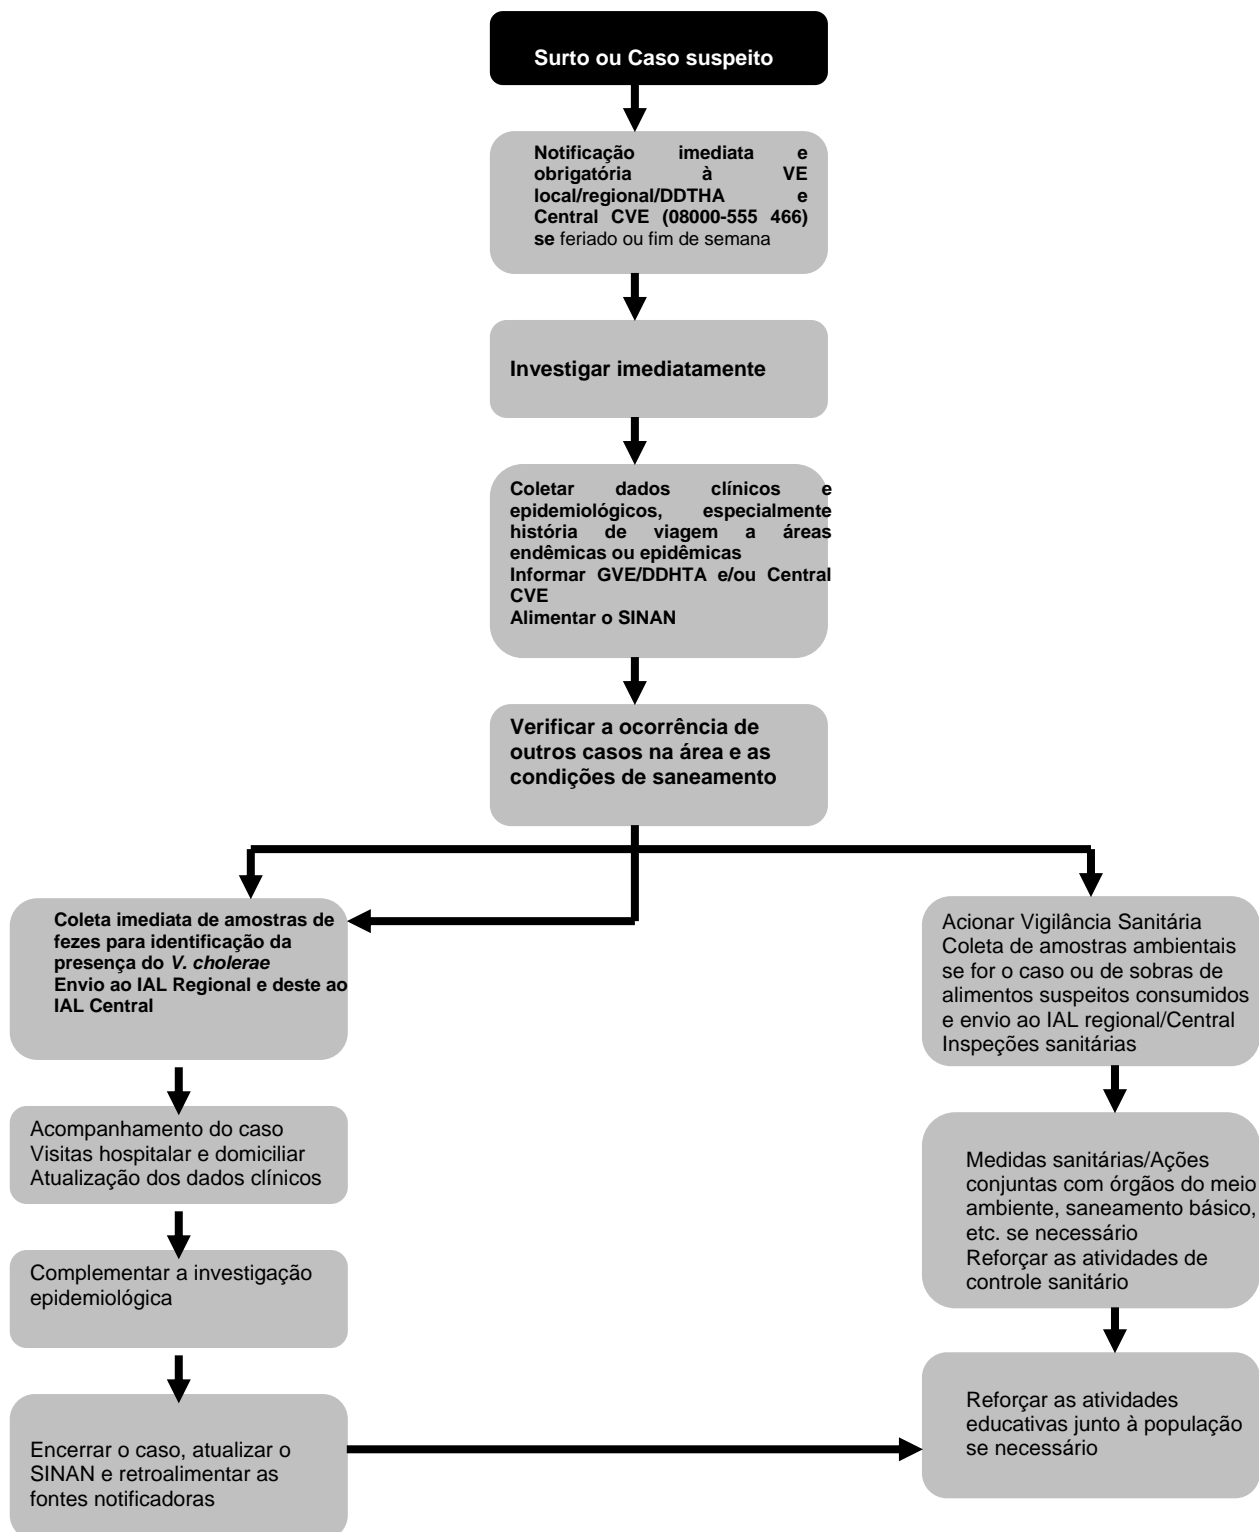 Surto ou Caso suspeito
Notificação imediata e
obrigatória à VE
local/regional/DDTHA e
Central CVE (08000-555 466)
se feriado ou fim de semana
Investigar imediatamente
Coletar dados clínicos e
epidemiológicos, especialmente
história de viagem a áreas
endêmicas ou epidêmicas
Informar GVE/DDHTA e/ou Central
CVE
Alimentar o SINAN
Verificar a ocorrência de
outros casos na área e as
condições de saneamento
Coleta imediata de amostras de
fezes para identificação da
presença do V. cholerae
Envio ao IAL Regional e deste ao
IAL Central
Acompanhamento do caso
Visitas hospitalar e domiciliar
Atualização dos dados clínicos
Complementar a investigação
epidemiológica
Encerrar o caso, atualizar o
SINAN e retroalimentar as
fontes notificadoras
Acionar Vigilância Sanitária
Coleta de amostras ambientais
se for o caso ou de sobras de
alimentos suspeitos consumidos
e envio ao IAL regional/Central
Inspeções sanitárias
Medidas sanitárias/Ações
conjuntas com órgãos do meio
ambiente, saneamento básico,
etc. se necessário
Reforçar as atividades de
controle sanitário
Reforçar as atividades
educativas junto à população
se necessário